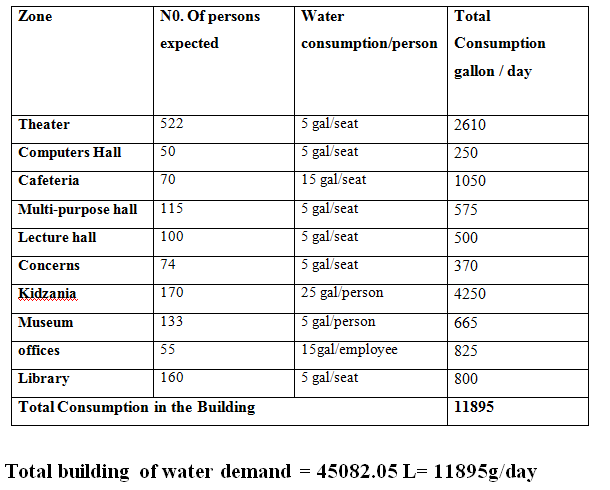 Zone N0. Of persons expected Water consumption/person Total Consumption gallon / day
Theater 522 5 gal/seat 2610
Computers Hall 50 5 gal/seat 250
Cafeteria 70 15 gal/seat 1050
Multi-purpose hall 115 5 gal/seat 575
Lecture hall 100 5 gal/seat 500
Concerns 74 5 gal/seat 370
Kidzania 170 25 gal/person 4250
Museum 133 5 gal/person 665
offices 55 15gal/employee 825
Library 160 5 gal/seat 800
Total Consumption in the Building 11895
Total building of water demand = 45082.05 L= 11895g/day